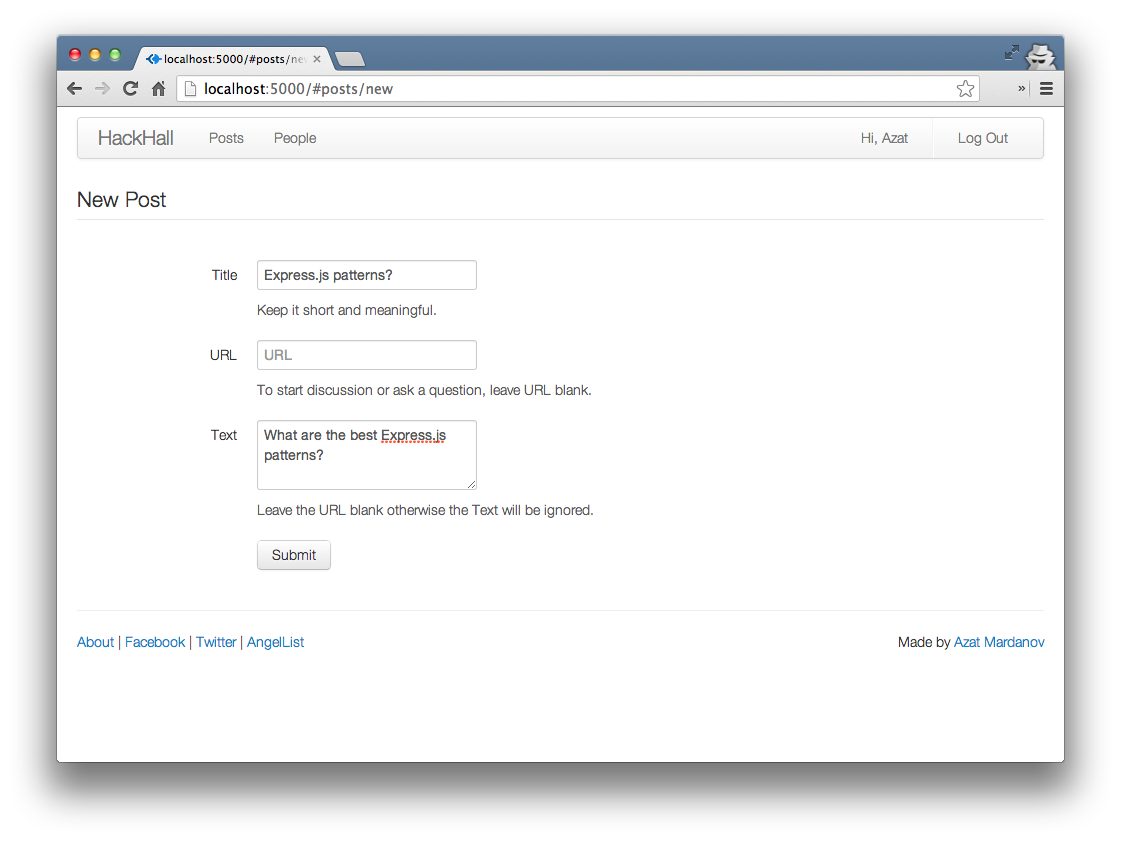 localhost:5000/#posts/new
localhost:5000/#posts/new
HackHall Posts People Hi, Azat Log Out
New Post
Title Express.js patterns?
Keep it short and meaningful.
URL URL
To start discussion or ask a question, leave URL blank.
Text What are the best Express.js
patterns?
Leave the URL blank otherwise the Text will be ignored.
Submit
About | Facebook | Twitter | AngelList Made by Azat Mardanov